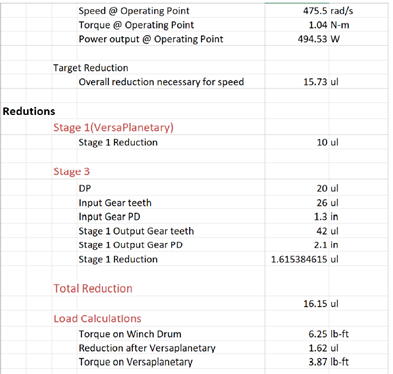 Speed @ Operating Point 475.5 rad/s
Torque @ Operating Point 1.04 N-m
Power output @ Operating Point 494.53 W
Target Reduction
Overall reduction necessary for speed 15.73 ul
Redutions
Stage 1(VersaPlanetary)
Stage 1 Reduction 10 ul
Stage 3
DP 20 ul
Input Gear teeth 26 ul
Input Gear PD 1.3 in
Stage 1 Output Gear teeth 42 ul
Stage 1 Output Gear PD 2.1 in
Stage 1 Reduction 1.615384615 ul
Total Reduction
16.15 ul
Load Calculations
Torque on Winch Drum 6.25 lb-ft
Reduction after Versaplanetary 1.62 ul
Torque on Versaplanetary 3.87 lb-ft